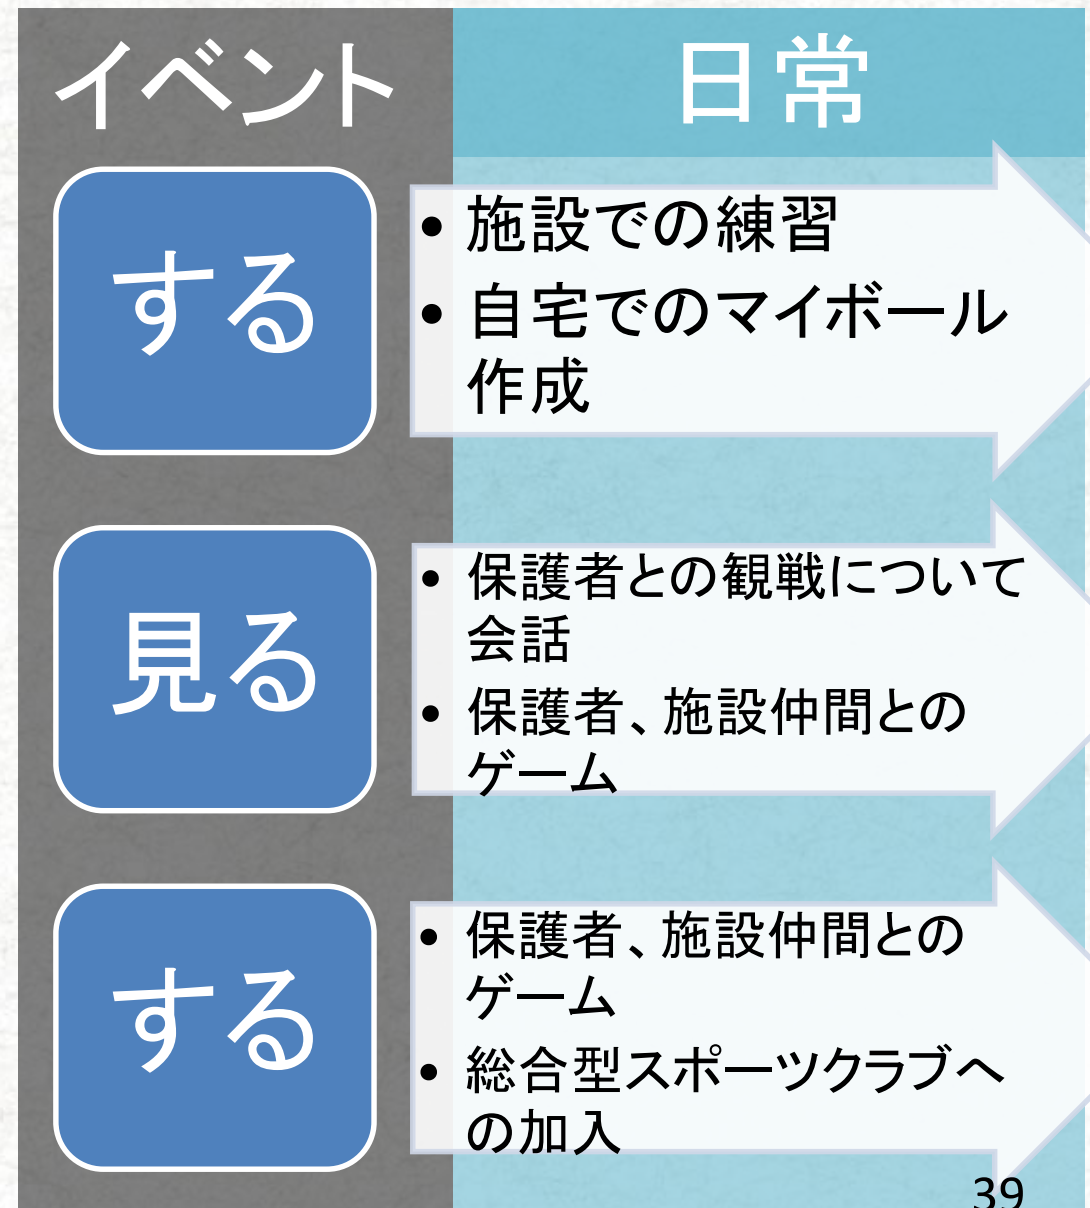 イベント
日常
する
• 施設での練習
• 自宅でのマイボール
作成
見る
• 保護者との観戦について
会話
• 保護者、施設仲間との
ゲーム
する
• 保護者、施設仲間との
ゲーム
• 総合型スポーツクラブへ
の加入
39